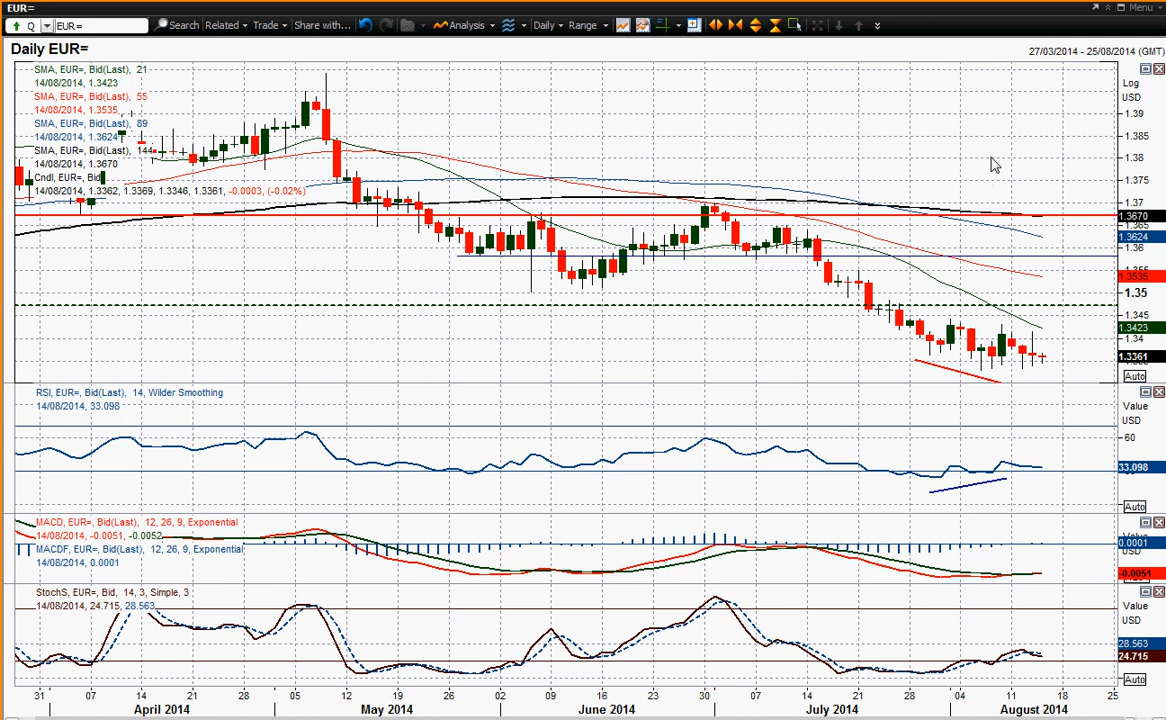 EUR=
Menu
Q
EUR=
Search
Related
Trade
Share with...
Analysis
Daily
Range
Daily EUR=
27/03/2014 - 25/08/2014 (GMT)
SMA, EUR=, Bid(Last), 21
14/08/2014, 1.3423
SMA, EUR=, Bid(Last), 55
14/08/2014, 1.3535
SMA, EUR=, Bid(Last), 89
14/08/2014, 1.3624
SMA, EUR=, Bid(Last), 144
14/08/2014, 1.3670
Cndl, EUR=, Bid
14/08/2014, 1.3362, 1.3369, 1.3346, 1.3361, -0.0003, (-0.02%)
Log
USD
1.39
1.385
1.38
1.375
1.37
1.3670
1.365
1.3624
1.36
1.3535
1.35
1.345
1.3423
1.34
1.3361
Auto
RSI, EUR=, Bid(Last), 14, Wilder Smoothing
14/08/2014, 33.098
Value
USD
60
33.098
Auto
MACD, EUR=, Bid(Last), 12, 26, 9, Exponential
14/08/2014, -0.0051, -0.0052
MACDF, EUR=, Bid(Last), 12, 26, 9, Exponential
14/08/2014, 0.0001
Value
0.0001
USD
-0.0051
StochS, EUR=, Bid, 14, 3, Simple, 3
14/08/2014, 24.715, 28.563
Value
USD
28.563
24.715
Auto
31 07 14 21 28 05 12 19 26 02 09 16 23 30 07 14 21 28 04 11 18 25
April 2014 May 2014 June 2014 July 2014 August 2014